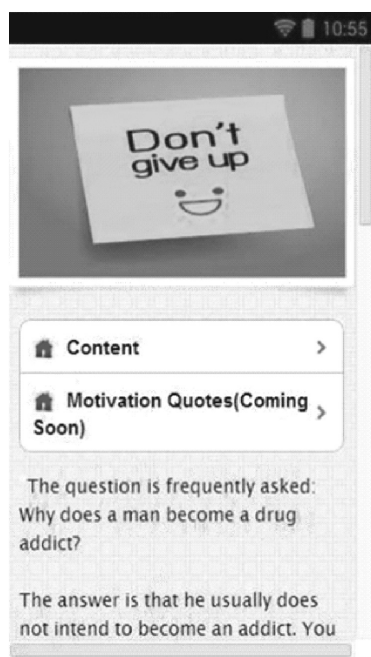 10:55
Don't
give up
Content
Motivation Quotes(Coming
Soon)
The question is frequently asked:
Why does a man become a drug
addict?
The answer is that he usually does
not intend to become an addict. You